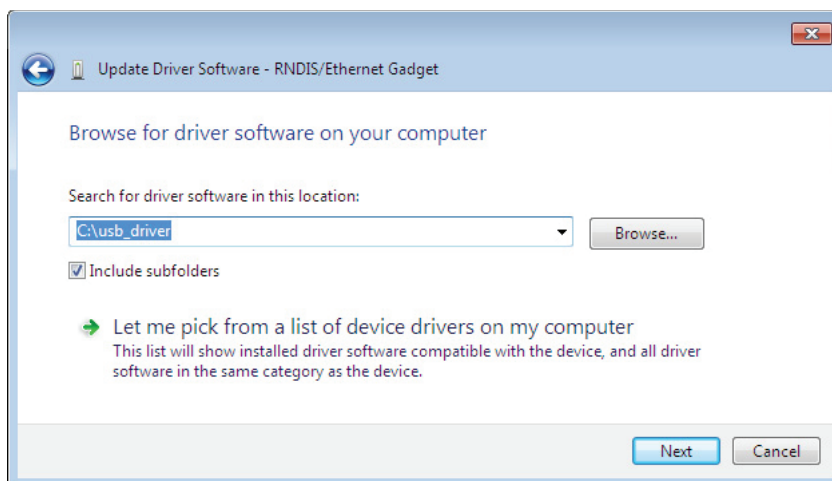 Update Driver Software - RNDIS/Ethernet Gadget
Browse for driver software on your computer
Search for driver software in this location:
C:\usb_driver
Browse...
Include subfolders
Let me pick from a list of device drivers on my computer
This list will show installed driver software compatible with the device, and all driver
software in the same category as the device.
Next
Cancel